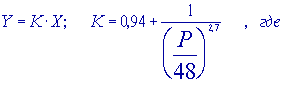 Y = K · X; K = 0,94 + 1 / (P / 48)^2,7 , где